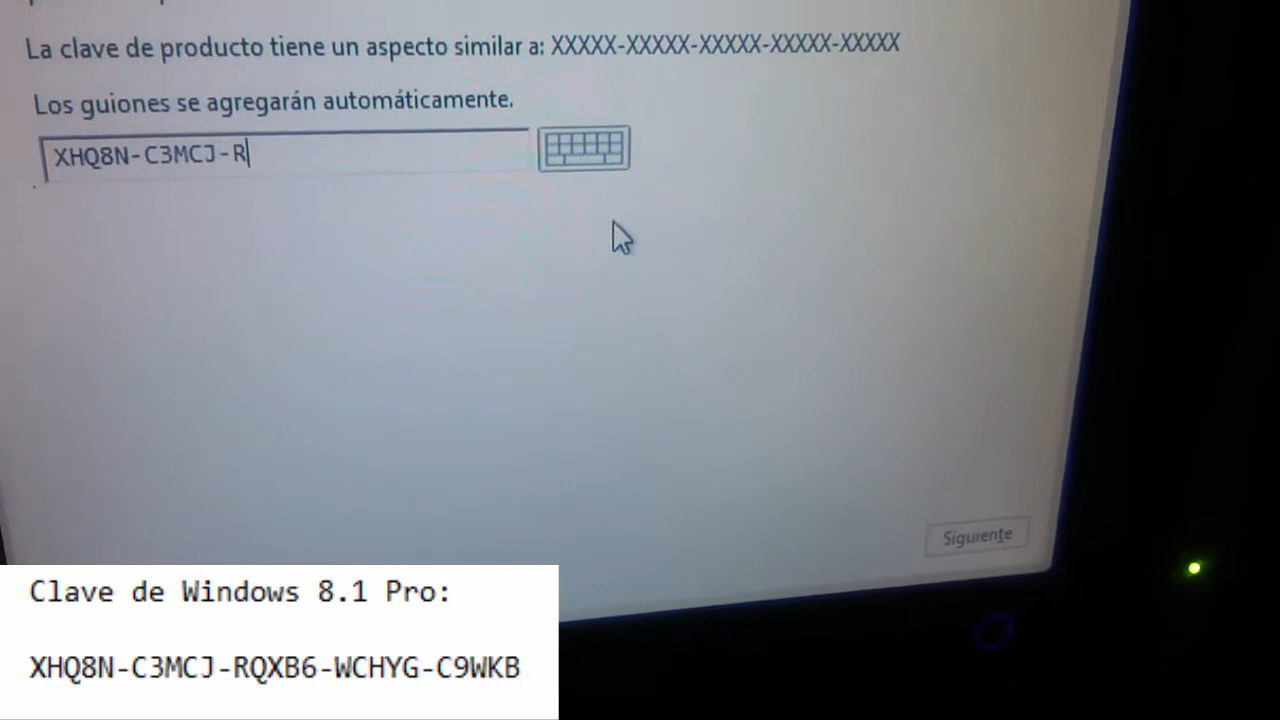 La clave de producto tiene un aspecto similar a: XXXXX-XXXXX-XXXXX-XXXXX-XXXXX
Los guiones se agregarán automáticamente.
XHQ8N-C3MCJ-R
Siguiente
Clave de Windows 8.1 Pro:
XHQ8N-C3MCJ-RQXB6-WCHYG-C9WKB